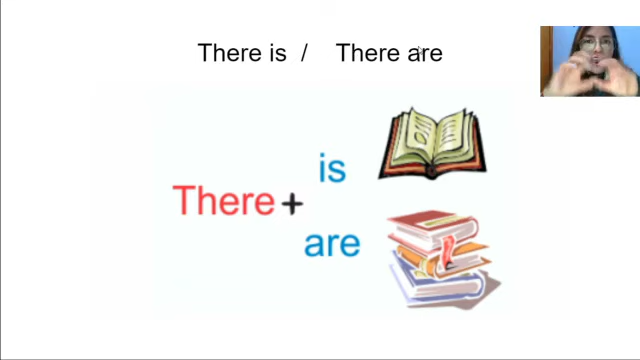 There is / There are
is
There +
are